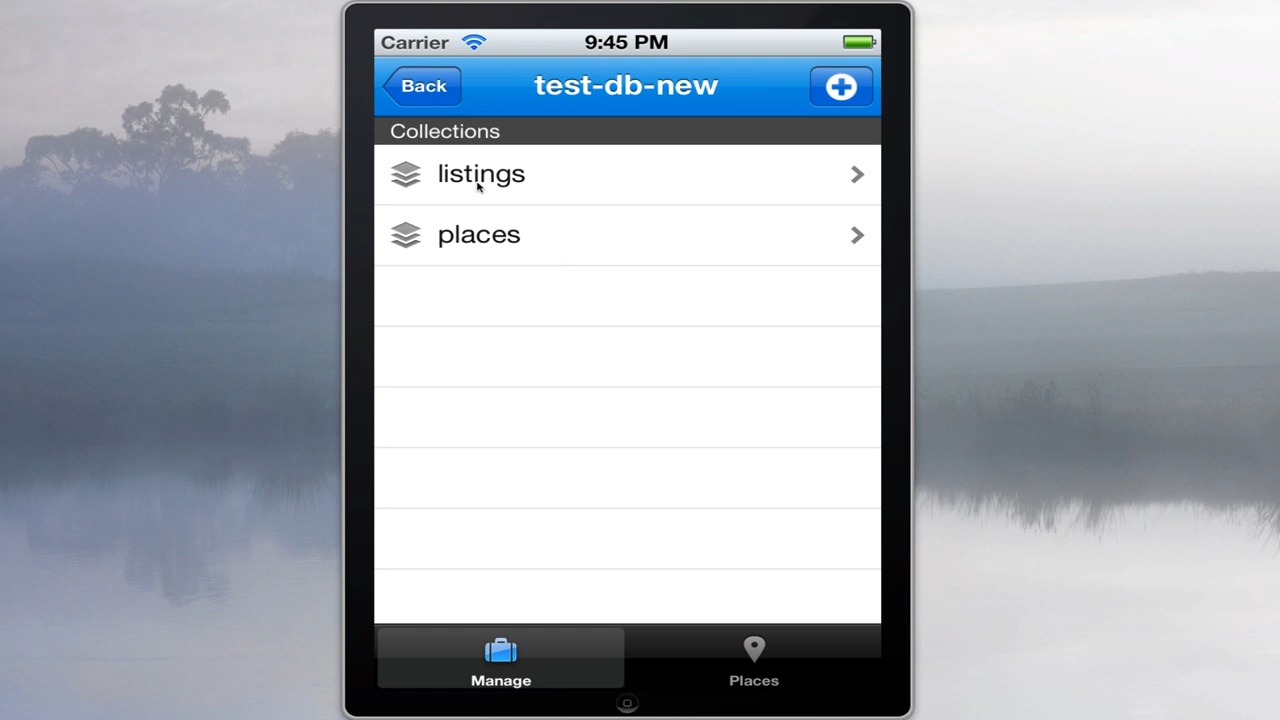 Carrier 9:45 PM
Back test-db-new
Collections
listings
places
Manage Places